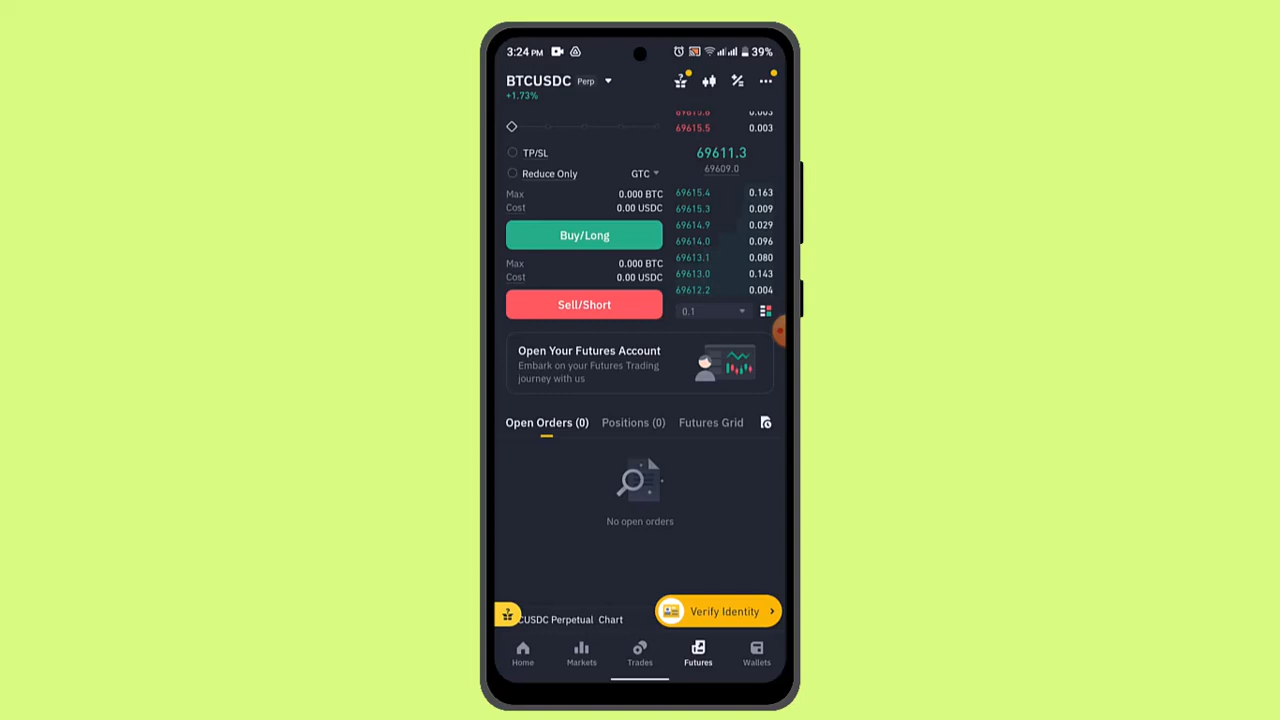 3:24 PM 39%
BTCUSDC Perp
+1.73%
69615.8 0.003
69615.5 0.003
TP/SL
69611.3
69609.0
Reduce Only GTC
Max 0.000 BTC
Cost 0.00 USDC
Buy/Long
Max 0.000 BTC
Cost 0.00 USDC
Sell/Short
69615.4 0.163
69615.3 0.009
69614.9 0.029
69614.0 0.096
69613.1 0.080
69613.0 0.143
69612.2 0.004
0.1
Open Your Futures Account
Embark on your Futures Trading
journey with us
Open Orders (0) Positions (0) Futures Grid
No open orders
Verify Identity
CUSDC Perpetual Chart
Home Markets Trades Futures Wallets